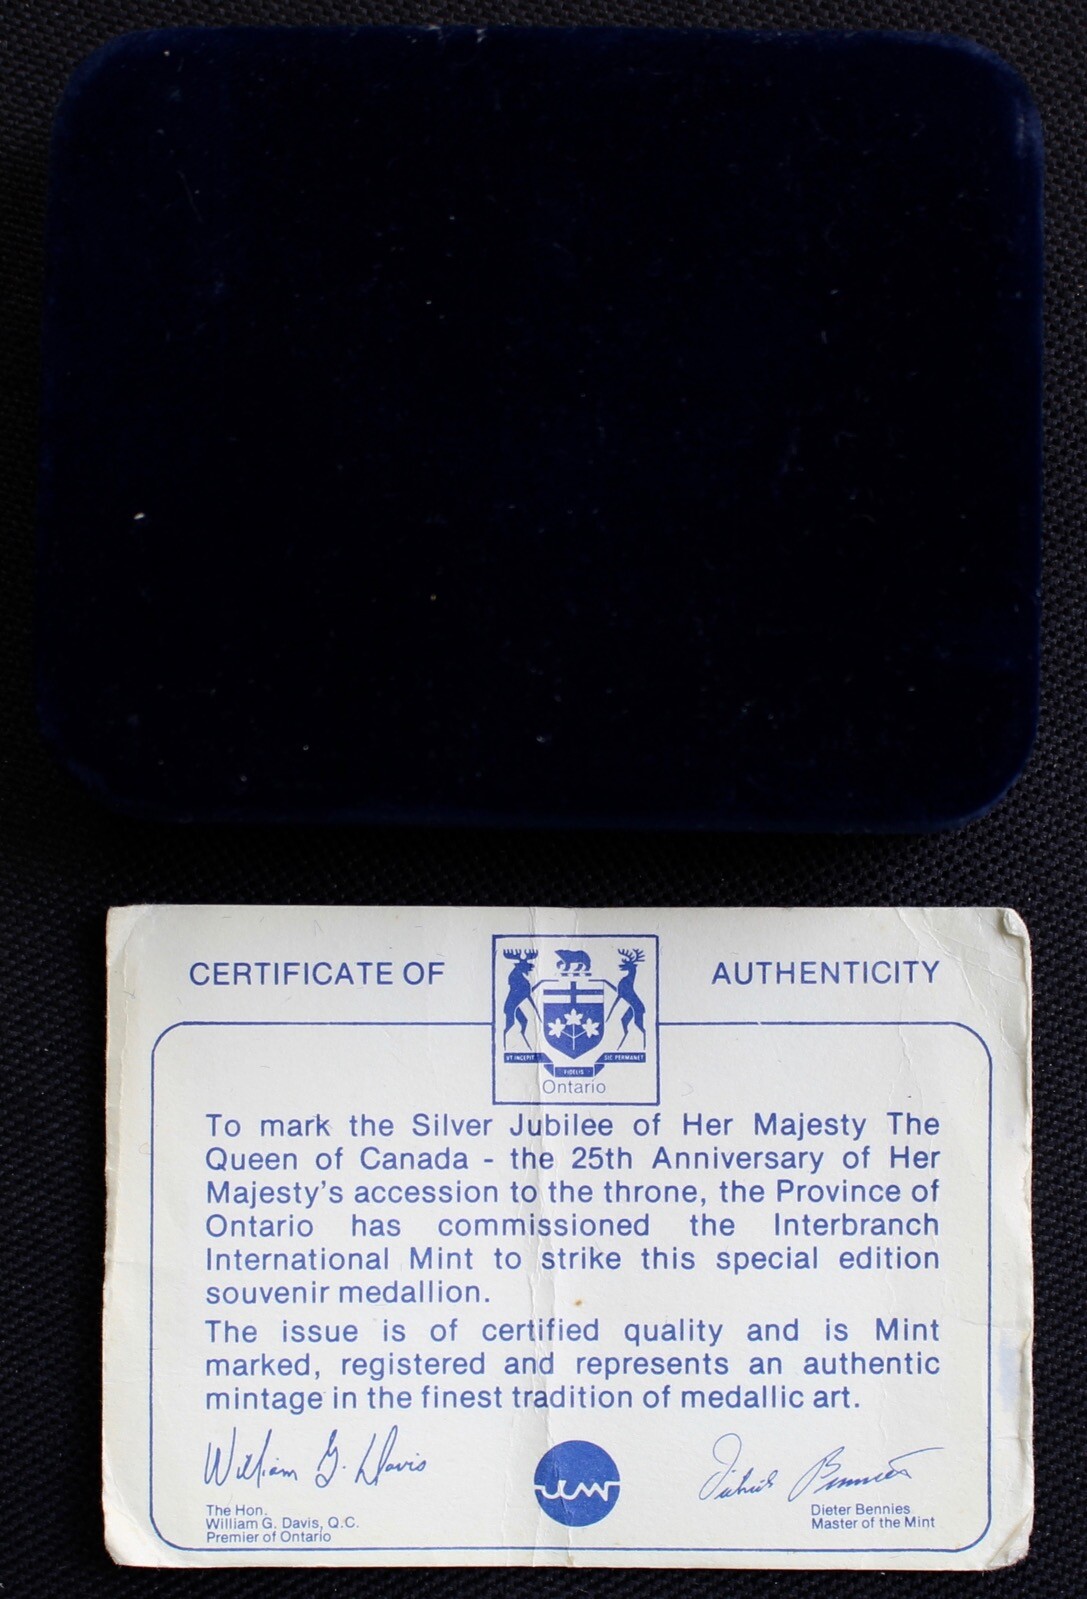 CERTIFICATE OF AUTHENTICITY
UT INCEPIT SIC PERMANET
FIDELIS
Ontario
To mark the Silver Jubilee of Her Majesty The
Queen of Canada - the 25th Anniversary of Her
Majesty's accession to the throne, the Province of
Ontario has commissioned the Interbranch
International Mint to strike this special edition
souvenir medallion.
The issue is of certified quality and is Mint
marked, registered and represents an authentic
mintage in the finest tradition of medallic art.
William G. Davis
The Hon.
William G. Davis, Q.C.
Premier of Ontario
Dieter Bennies
Dieter Bennies
Master of the Mint